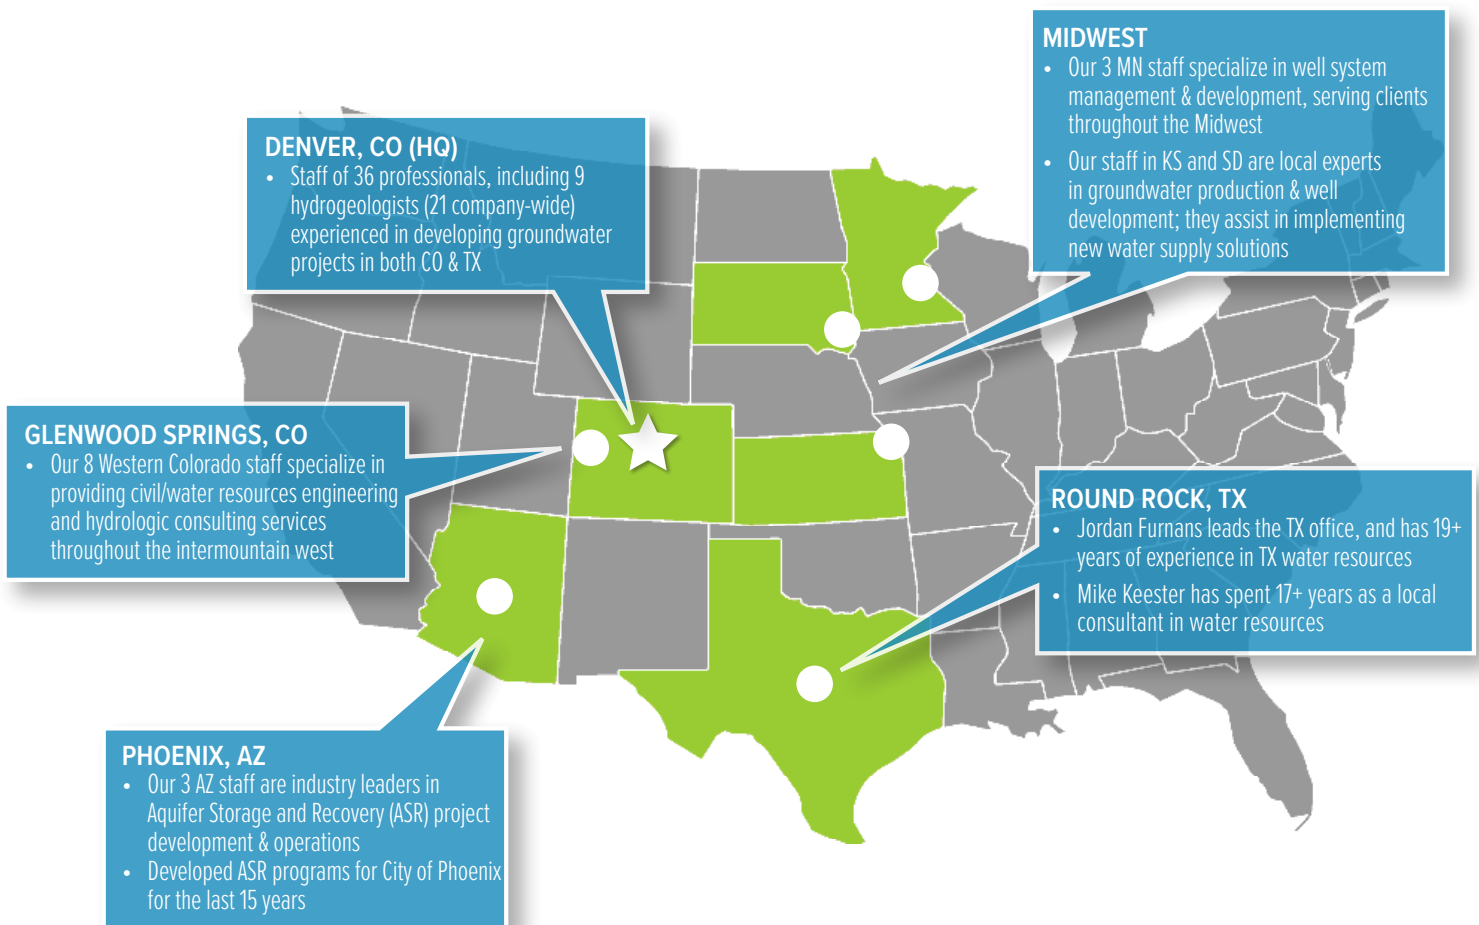 DENVER, CO (HQ)
• Staff of 36 professionals, including 9
hydrogeologists (21 company-wide)
experienced in developing groundwater
projects in both CO & TX
MIDWEST
• Our 3 MN staff specialize in well system
management & development, serving clients
throughout the Midwest
• Our staff in KS and SD are local experts
in groundwater production & well
development; they assist in implementing
new water supply solutions
GLENWOOD SPRINGS, CO
• Our 8 Western Colorado staff specialize in
providing civil/water resources engineering
and hydrologic consulting services
throughout the intermountain west
ROUND ROCK, TX
• Jordan Furnans leads the TX office, and has 19+
years of experience in TX water resources
• Mike Keester has spent 17+ years as a local
consultant in water resources
PHOENIX, AZ
• Our 3 AZ staff are industry leaders in
Aquifer Storage and Recovery (ASR) project
development & operations
• Developed ASR programs for City of Phoenix
for the last 15 years